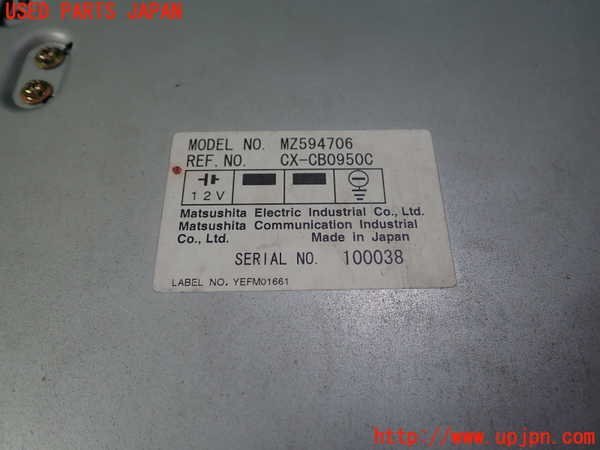 USED PARTS JAPAN
MODEL NO. MZ594706
REF. NO. CX-CB0950C
12V
Matsushita Electric Industrial Co., Ltd.
Matsushita Communication Industrial
Co., Ltd. Made in Japan
SERIAL NO. 100038
LABEL NO. YEFM01661
http://www.upjpn.com/